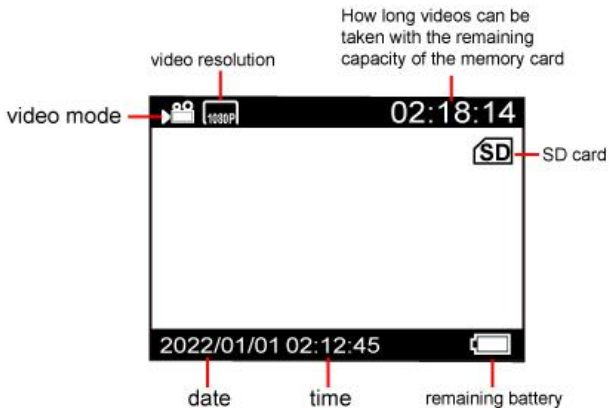 How long videos can be
taken with the remaining
capacity of the memory card
video resolution
video mode
1080P
02:18:14
SD
SD card
2022/01/01 02:12:45
date
time
remaining battery